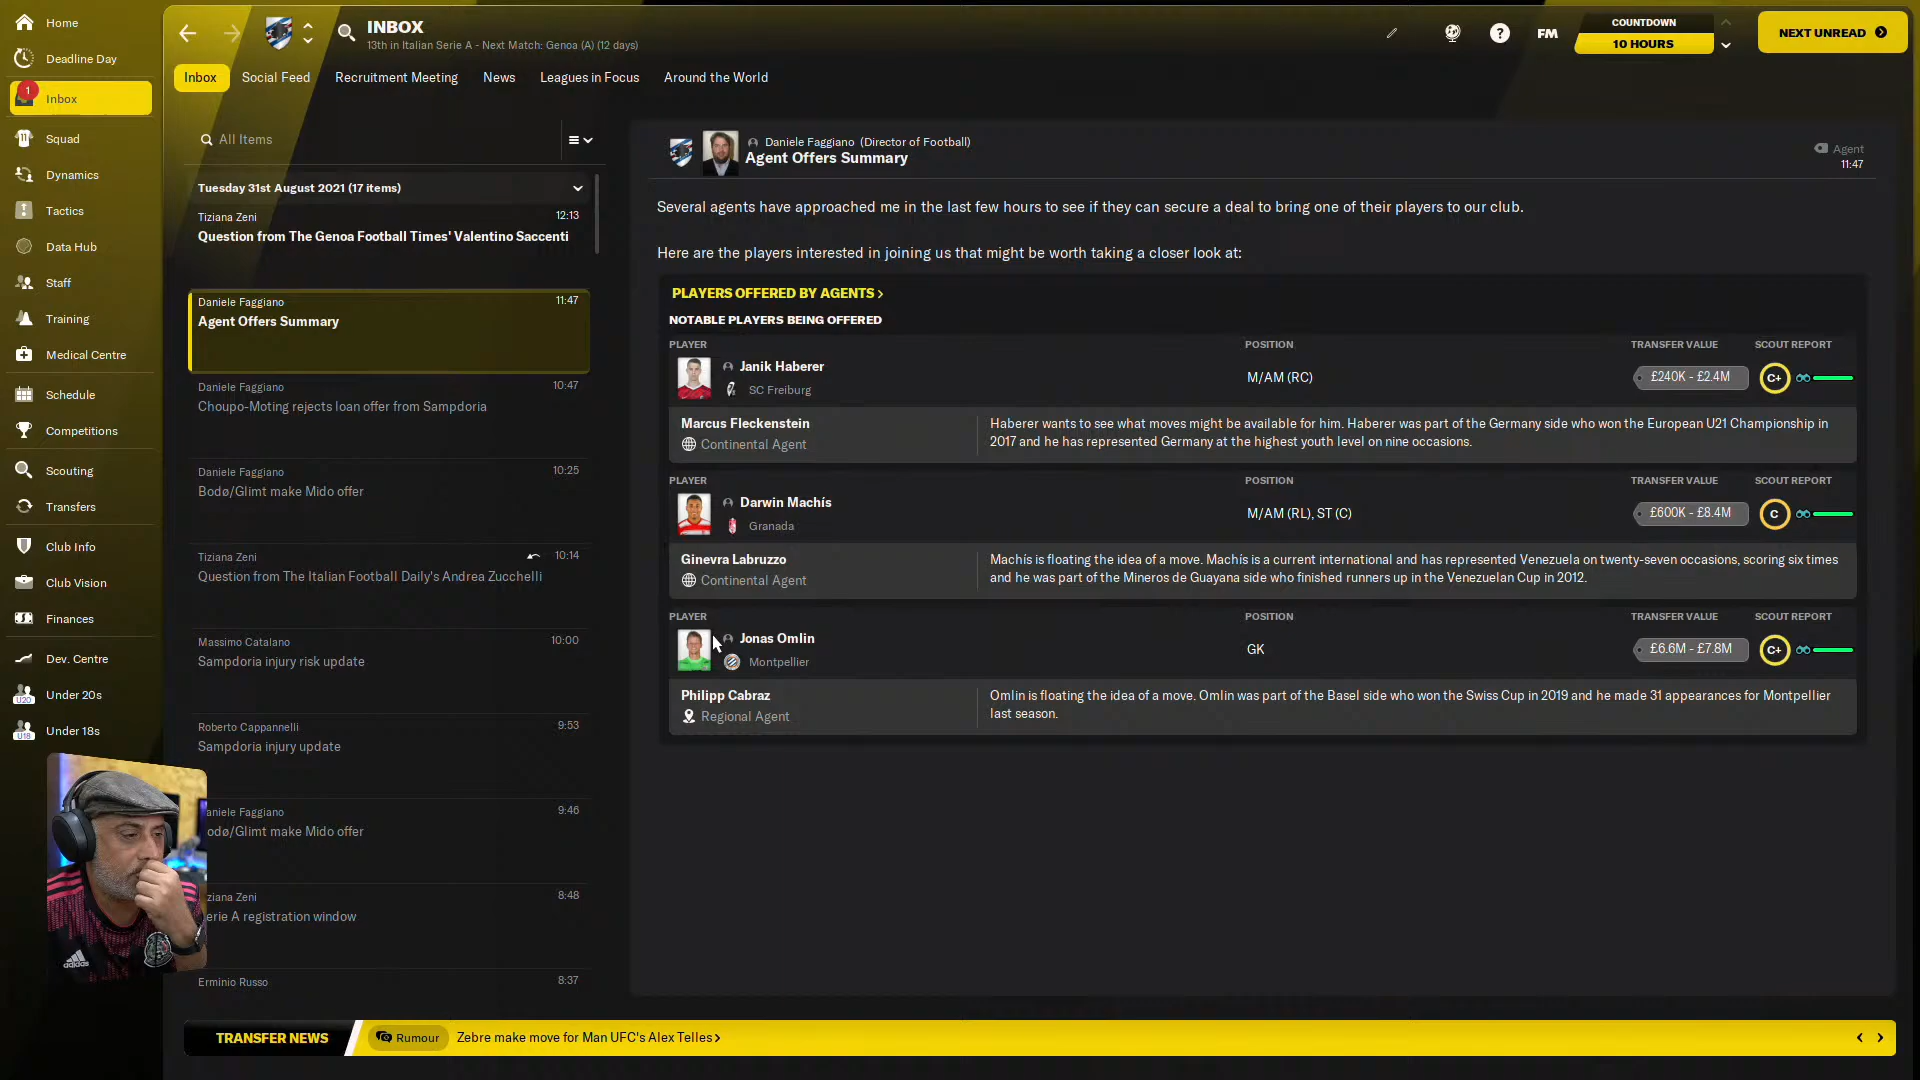 Home
Deadline Day
1
Inbox
Squad
Dynamics
Tactics
Data Hub
Staff
Training
Medical Centre
Schedule
Competitions
Scouting
Transfers
Club Info
Club Vision
Finances
Dev. Centre
U20
Under 20s
U18
Under 18s
INBOX
13th in Italian Serie A - Next Match: Genoa (A) (12 days)
?
FM
COUNTDOWN
10 HOURS
NEXT UNREAD
Inbox
Social Feed
Recruitment Meeting
News
Leagues in Focus
Around the World
All Items
Tuesday 31st August 2021 (17 items)
Tiziana Zeni
12:13
Question from The Genoa Football Times' Valentino Saccenti
Daniele Faggiano
11:47
Agent Offers Summary
Daniele Faggiano
10:47
Choupo-Moting rejects loan offer from Sampdoria
Daniele Faggiano
10:25
Bodø/Glimt make Mido offer
Tiziana Zeni
10:14
Question from The Italian Football Daily's Andrea Zucchelli
Massimo Catalano
10:00
Sampdoria injury risk update
Roberto Cappannelli
9:53
Sampdoria injury update
aniele Faggiano
9:46
odø/Glimt make Mido offer
ziana Zeni
8:48
erie A registration window
Erminio Russo
8:37
Daniele Faggiano (Director of Football)
Agent Offers Summary
Agent
11:47
Several agents have approached me in the last few hours to see if they can secure a deal to bring one of their players to our club.
Here are the players interested in joining us that might be worth taking a closer look at:
PLAYERS OFFERED BY AGENTS >
NOTABLE PLAYERS BEING OFFERED
PLAYER
POSITION
TRANSFER VALUE
SCOUT REPORT
Janik Haberer
SC Freiburg
M/AM (RC)
£240K - £2.4M
C+
Marcus Fleckenstein
Continental Agent
Haberer wants to see what moves might be available for him. Haberer was part of the Germany side who won the European U21 Championship in
2017 and he has represented Germany at the highest youth level on nine occasions.
PLAYER
POSITION
TRANSFER VALUE
SCOUT REPORT
Darwin Machís
Granada
M/AM (RL), ST (C)
£600K - £8.4M
C
Ginevra Labruzzo
Continental Agent
Machís is floating the idea of a move. Machís is a current international and has represented Venezuela on twenty-seven occasions, scoring six times
and he was part of the Mineros de Guayana side who finished runners up in the Venezuelan Cup in 2012.
PLAYER
POSITION
TRANSFER VALUE
SCOUT REPORT
Jonas Omlin
Montpellier
GK
£6.6M - £7.8M
C+
Philipp Cabraz
Regional Agent
Omlin is floating the idea of a move. Omlin was part of the Basel side who won the Swiss Cup in 2019 and he made 31 appearances for Montpellier
last season.
adidas
TRANSFER NEWS
Rumour
Zebre make move for Man UFC's Alex Telles >